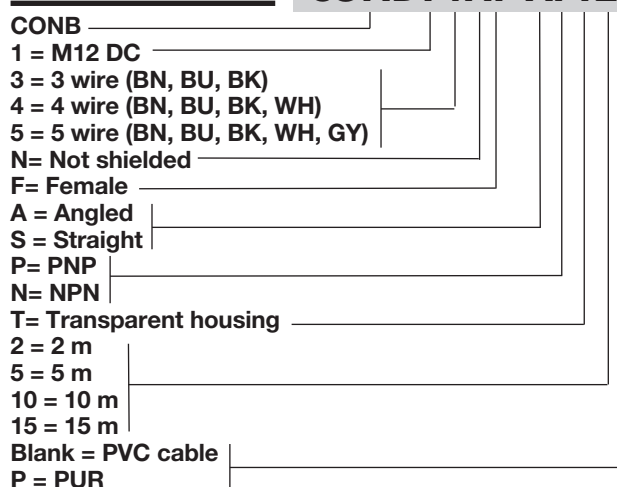 CONB
1 = M12 DC
3 = 3 wire (BN, BU, BK)
4 = 4 wire (BN, BU, BK, WH)
5 = 5 wire (BN, BU, BK, WH, GY)
N= Not shielded
F= Female
A = Angled
S = Straight
P= PNP
N= NPN
T= Transparent housing
2 = 2 m
5 = 5 m
10 = 10 m
15 = 15 m
Blank = PVC cable
P = PUR